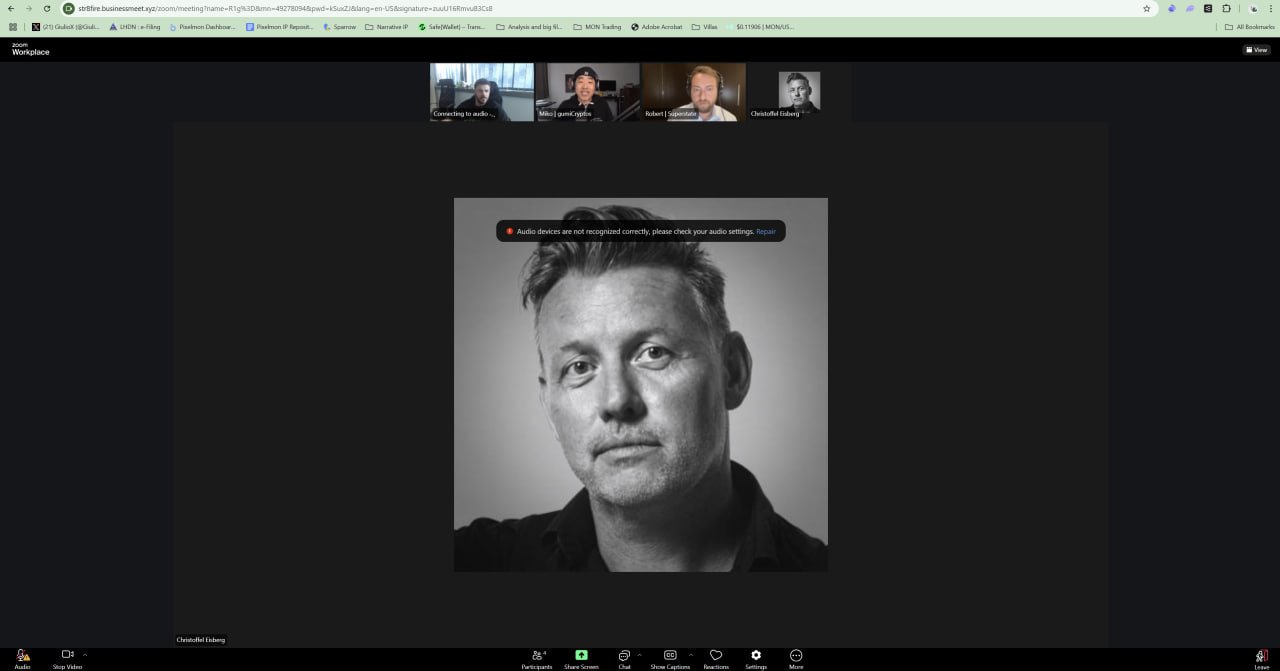 str8fire.businessmeet.xyz/zoom/meeting?name=R1g%3D&mn=49278094&pwd=kSuxZJ&lang=en-US&signature=zuuU16RmvuB3Cs8
(21) GiulioX (@Giuli... LHDN : e-Filing Pixelmon Dashboar... Pixelmon IP Reposit... Sparrow Narrative IP Safe{Wallet} – Trans... Analysis and big fil... MON Trading Adobe Acrobat Villas $0.11906 | MON/US... All Bookmarks
zoom
Workplace
View
Connecting to audio ... Miko | gumiCryptos Robert | Superstate Christoffel Eisberg
Audio devices are not recognized correctly, please check your audio settings. Repair
Christoffel Eisberg
4
Audio Stop Video Participants Share Screen Chat Show Captions Reactions Settings More Leave